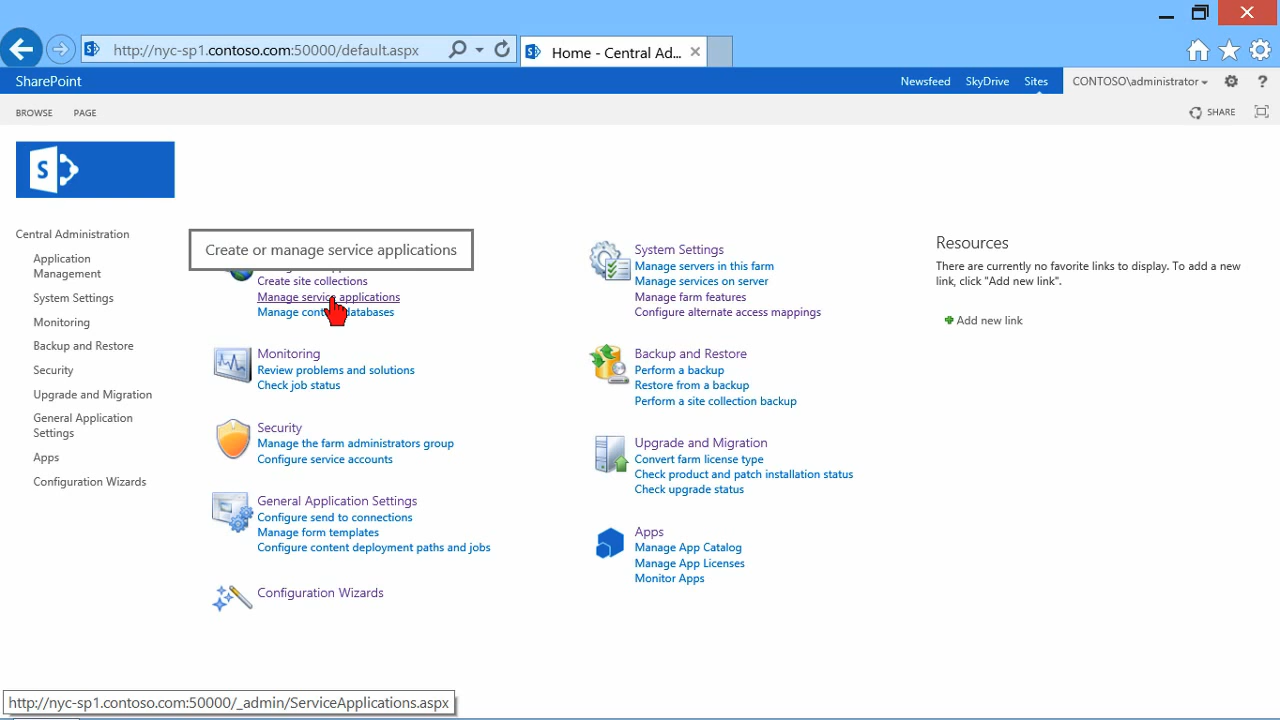 http://nyc-sp1.contoso.com:50000/default.aspx
Home - Central Ad...
SharePoint
Newsfeed
SkyDrive
Sites
CONTOSO\administrator
?
BROWSE
PAGE
SHARE
S
Central Administration
Application
Management
System Settings
Monitoring
Backup and Restore
Security
Upgrade and Migration
General Application
Settings
Apps
Configuration Wizards
Create or manage service applications
Create site collections
Manage service applications
Manage databases
Monitoring
Review problems and solutions
Check job status
Security
Manage the farm administrators group
Configure service accounts
General Application Settings
Configure send to connections
Manage form templates
Configure content deployment paths and jobs
Configuration Wizards
System Settings
Manage servers in this farm
Manage services on server
Manage farm features
Configure alternate access mappings
Backup and Restore
Perform a backup
Restore from a backup
Perform a site collection backup
Upgrade and Migration
Convert farm license type
Check product and patch installation status
Check upgrade status
Apps
Manage App Catalog
Manage App Licenses
Monitor Apps
Resources
There are currently no favorite links to display. To add a new
link, click "Add new link".
Add new link
http://nyc-sp1.contoso.com:50000/_admin/ServiceApplications.aspx